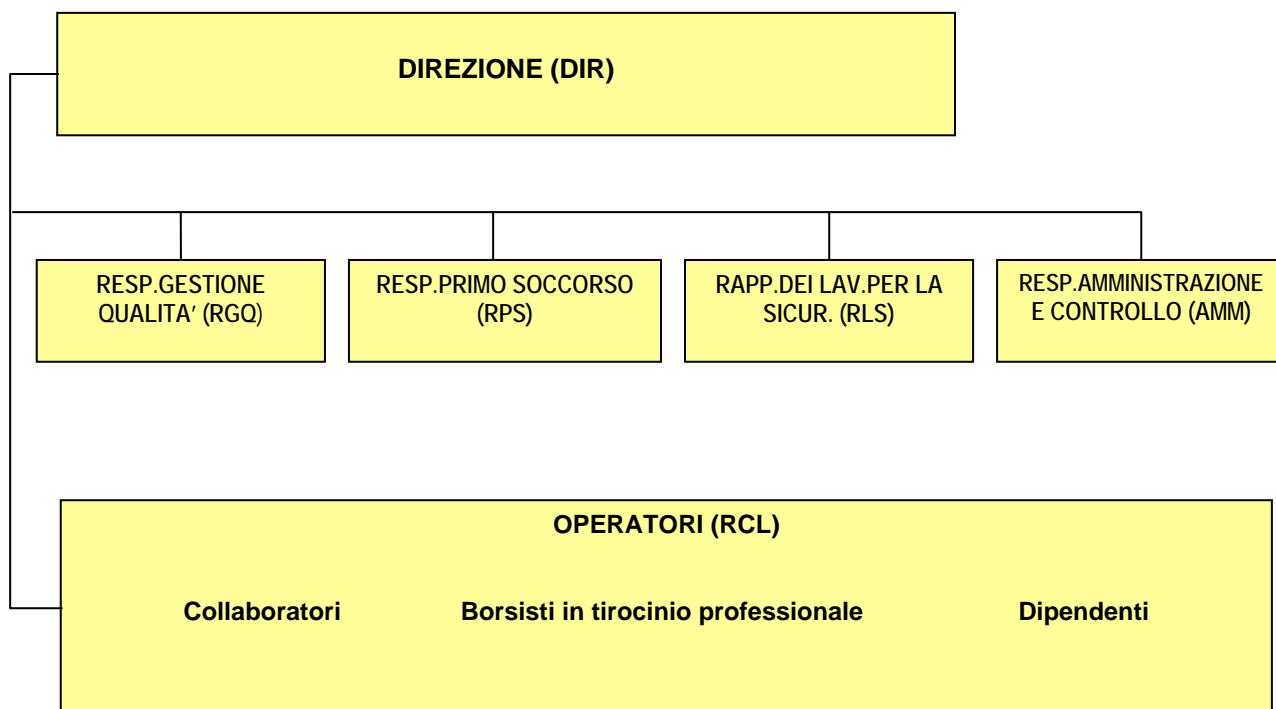 DIREZIONE (DIR)
RESP.GESTIONE
QUALITA' (RGQ)
RESP.PRIMO SOCCORSO
(RPS)
RAPP.DEI LAV.PER LA
SICUR. (RLS)
RESP.AMMINISTRAZIONE
E CONTROLLO (AMM)
OPERATORI (RCL)
Collaboratori Borsisti in tirocinio professionale Dipendenti